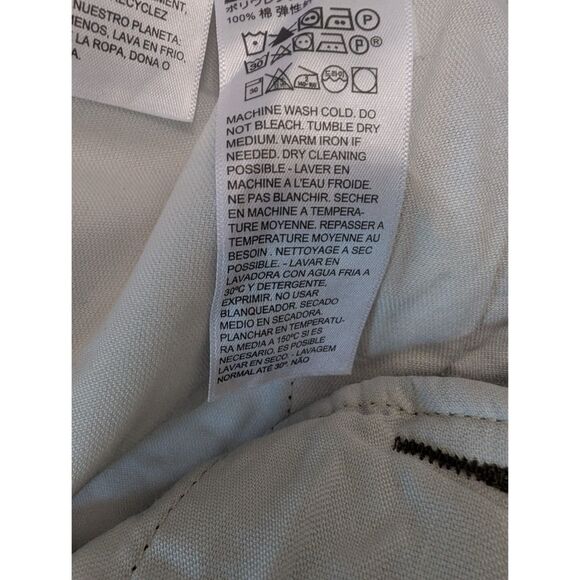 MENT,
RECYCLEZ
NUESTRO PLANETA:
MENOS, LAVA EN FRIO,
LA ROPA, DONA O
A.
100% 棉 弹性
MACHINE WASH COLD. DO
NOT BLEACH. TUMBLE DRY
MEDIUM. WARM IRON IF
NEEDED. DRY CLEANING
POSSIBLE - LAVER EN
MACHINE A L'EAU FROIDE.
NE PAS BLANCHIR. SECHER
EN MACHINE A TEMPERA-
TURE MOYENNE. REPASSER A
TEMPERATURE MOYENNE AU
BESOIN . NETTOYAGE A SEC
POSSIBLE. - LAVAR EN
LAVADORA CON AGUA FRIA A
30ºC Y DETERGENTE,
EXPRIMIR. NO USAR
BLANQUEADOR. SECADO
MEDIO EN SECADORA.
PLANCHAR EN TEMPERATU-
RA MEDIA A 150ºC SI ES
NECESARIO. ES POSIBLE
LAVAR EN SECO. - LAVAGEM
NORMAL ATÉ 30º. NÃO